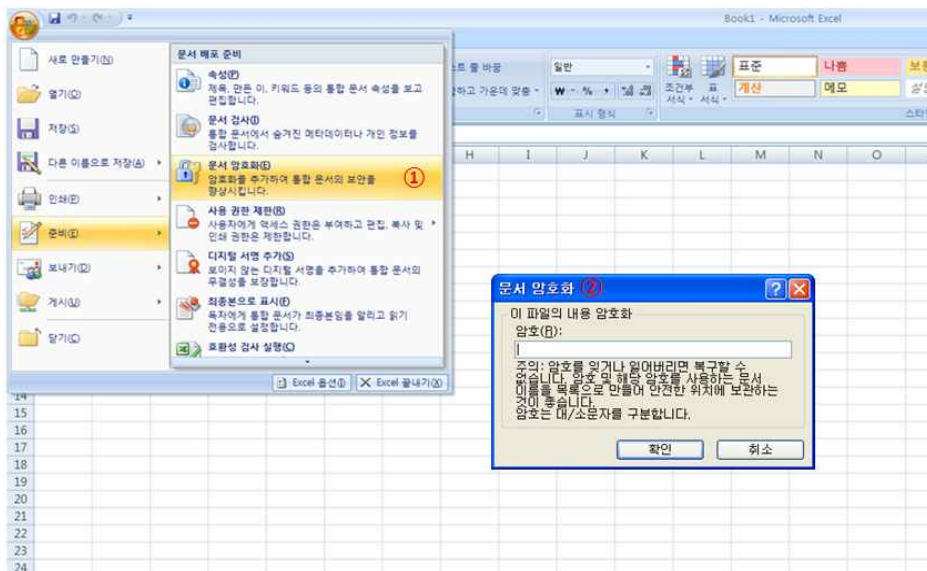 Book1 - Microsoft Excel
새로 만들기(N)
열기(O)
저장(S)
다른 이름으로 저장(A)
인쇄(P)
준비(E)
보내기(D)
게시(U)
닫기(C)
문서 배포 준비
속성(P)
제목, 만든 이, 키워드 등의 통합 문서 속성을 보고
편집합니다.
문서 검사(I)
통합 문서에서 숨겨진 메타데이터나 개인 정보를
검사합니다.
문서 암호화(E)
암호화를 추가하여 통합 문서의 보안을
향상시킵니다.
①
사용 권한 제한(R)
사용자에게 액세스 권한은 부여하고 편집, 복사 및
인쇄 권한은 제한합니다.
디지털 서명 추가(S)
보이지 않는 디지털 서명을 추가하여 통합 문서의
무결성을 보장합니다.
최종본으로 표시(F)
독자에게 통합 문서가 최종본임을 알리고 읽기
전용으로 설정합니다.
호환성 검사 실행(C)
Excel 옵션(I) Excel 끝내기(X)
스트 줄 바꿈
하고 가운데 맞춤
일반
₩ % ,
표시 형식
조건부 서식
표 서식
표준 나쁨
계산 메모
H I J K L M N O
14
15
16
17
18
19
20
21
22
23
24
문서 암호화 ②
이 파일의 내용 암호화
암호(R):
주의: 암호를 잊거나 잃어버리면 복구할 수
없습니다. 암호 및 해당 암호를 사용하는 문서
이름을 목록으로 만들어 안전한 위치에 보관하는
것이 좋습니다.
암호는 대/소문자를 구분합니다.
확인 취소